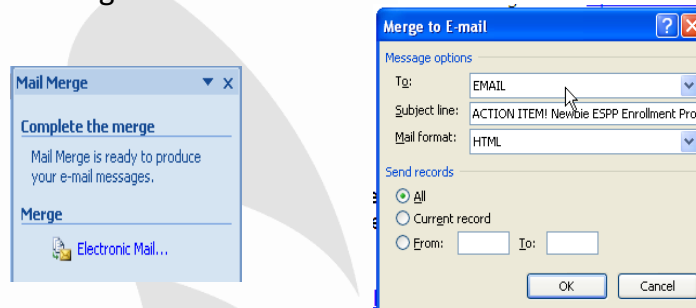 Mail Merge
Complete the merge
Mail Merge is ready to produce
your e-mail messages.
Merge
Electronic Mail...
Merge to E-mail
Message options
To:
EMAIL
Subject line:
ACTION ITEM! Newbie ESPP Enrollment Pro
Mail format:
HTML
Send records
All
Current record
From:
To:
OK
Cancel